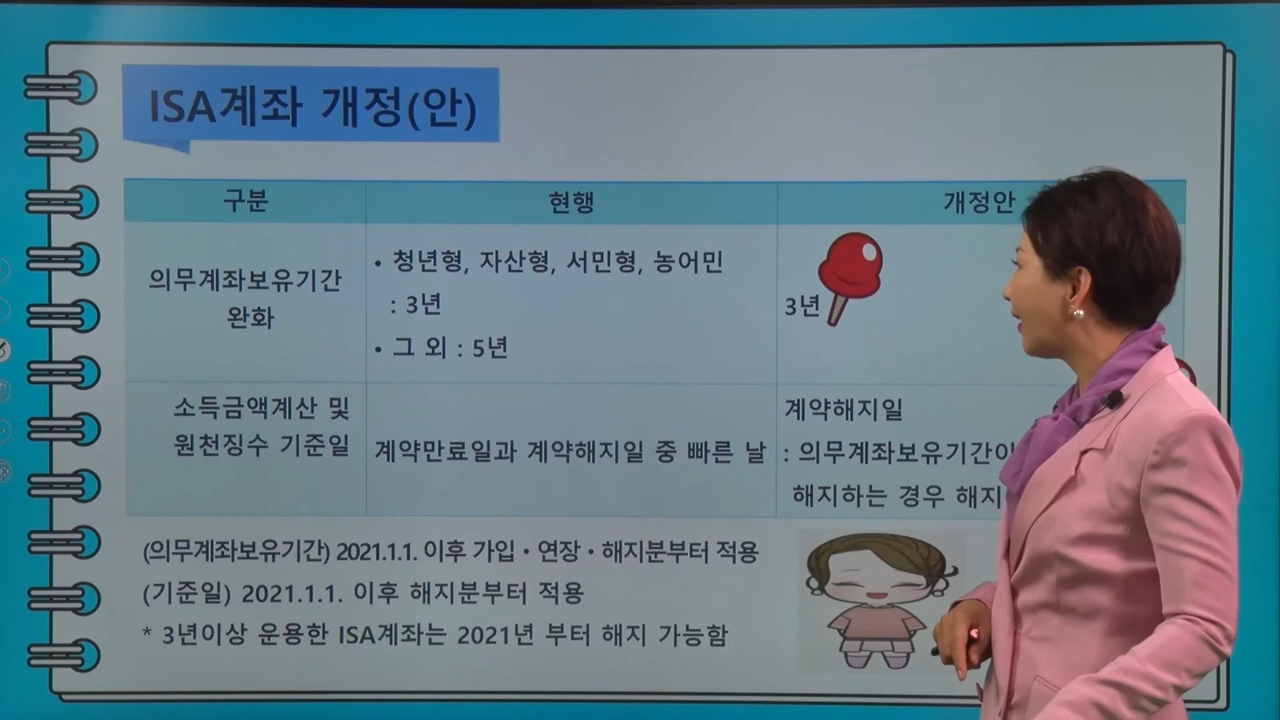 ISA계좌 개정(안)
구분 현행 개정안
의무계좌보유기간
완화
• 청년형, 자산형, 서민형, 농어민
: 3년
• 그 외 : 5년
3년
소득금액계산 및
원천징수 기준일
계약만료일과 계약해지일 중 빠른 날
계약해지일
: 의무계좌보유기간이
해지하는 경우 해지
(의무계좌보유기간) 2021.1.1. 이후 가입・연장・해지분부터 적용
(기준일) 2021.1.1. 이후 해지분부터 적용
* 3년이상 운용한 ISA계좌는 2021년 부터 해지 가능함